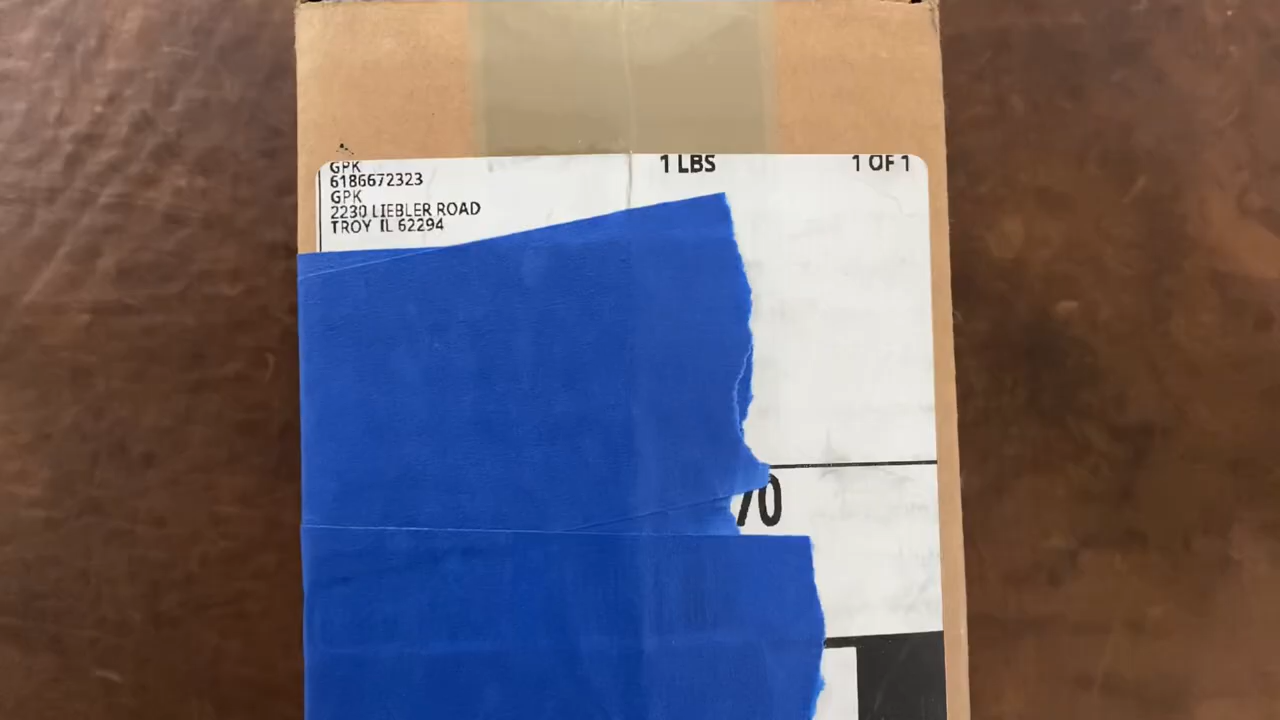 GPK
6186672323
GPK
2230 LIEBLER ROAD
TROY IL 62294
1 LBS
1 OF 1
70